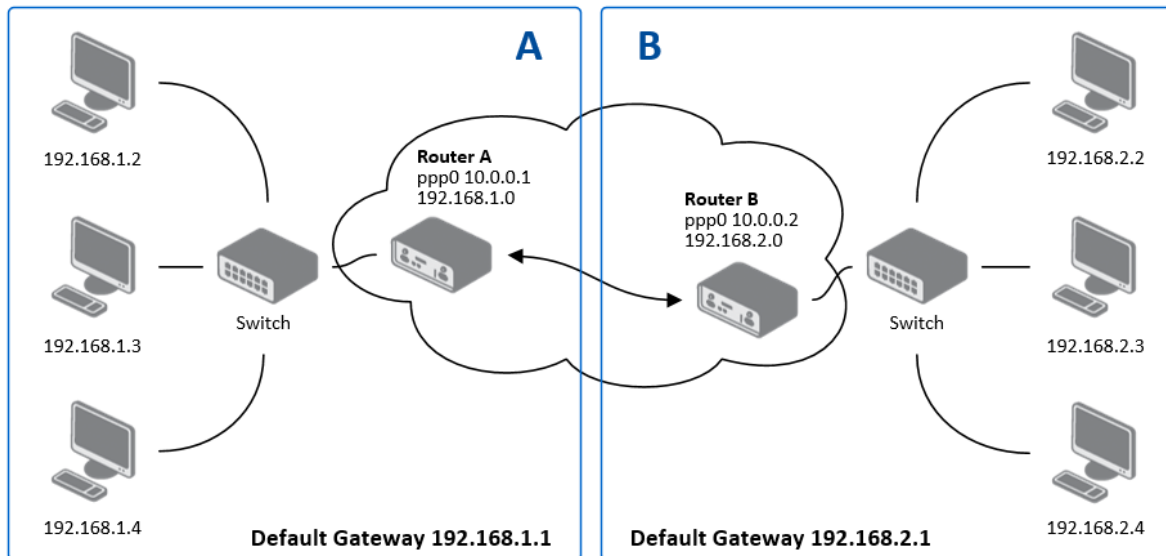 A
B
192.168.1.2
192.168.1.3
192.168.1.4
Switch
Router A
ppp0 10.0.0.1
192.168.1.0
Default Gateway 192.168.1.1
Router B
ppp0 10.0.0.2
192.168.2.0
Switch
192.168.2.2
192.168.2.3
192.168.2.4
Default Gateway 192.168.2.1